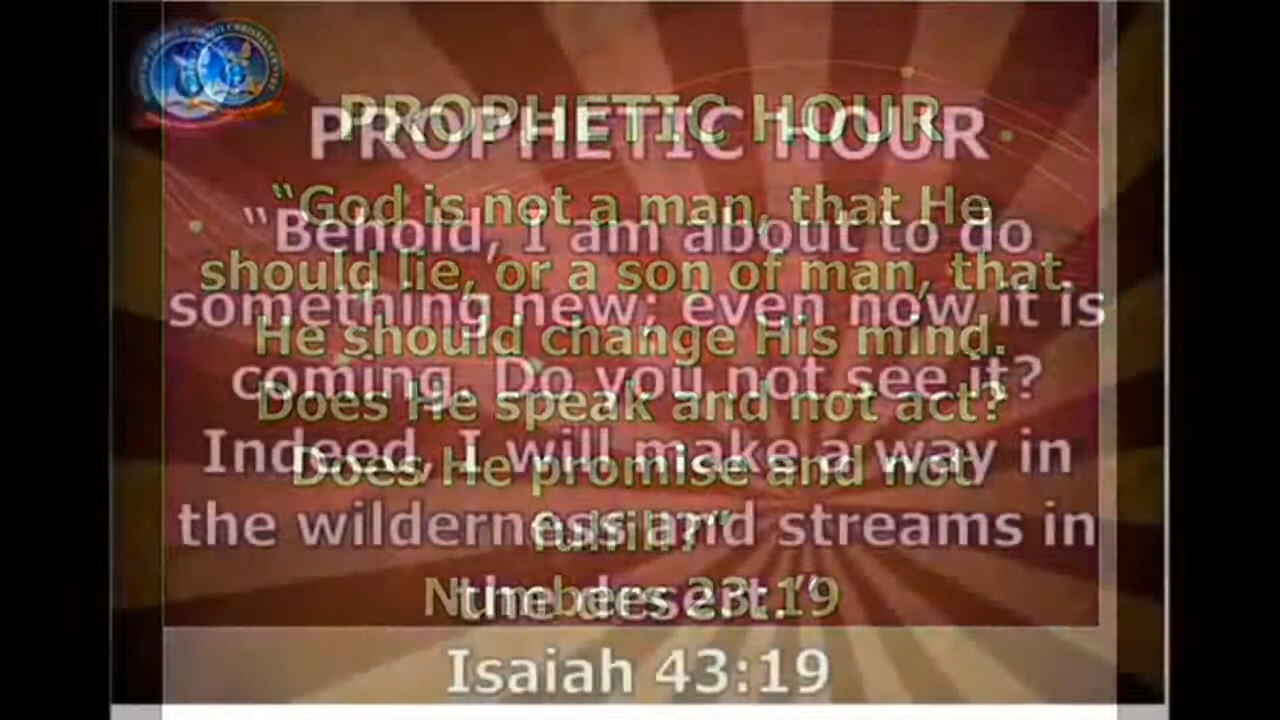 PROPHETIC HOUR
"God is not a man, that He
should lie, or a son of man, that
He should change His mind.
Does He speak and not act?
Does He promise and not
fulfill?"
Numbers 23:19
PROPHETIC HOUR
"Behold, I am about to do
something new; even now it is
coming. Do you not see it?
Indeed, I will make a way in
the wilderness and streams in
the desert."
Isaiah 43:19